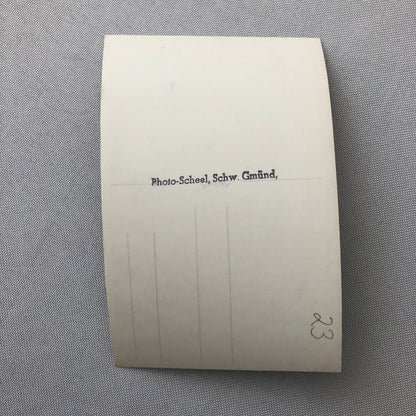 Photo-Scheel, Schw. Gmünd,
23